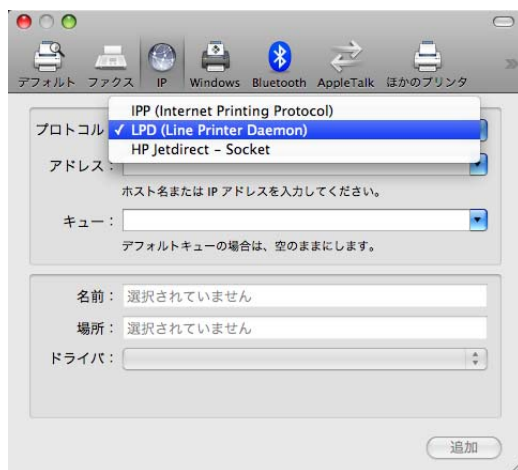 デフォルト ファクス IP Windows Bluetooth AppleTalk ほかのプリンタ
IPP (Internet Printing Protocol)
プロトコル ✓ LPD (Line Printer Daemon)
HP Jetdirect – Socket
アドレス：
ホスト名または IP アドレスを入力してください。
キュー：
デフォルトキューの場合は、空のままにします。
名前： 選択されていません
場所： 選択されていません
ドライバ：
追加